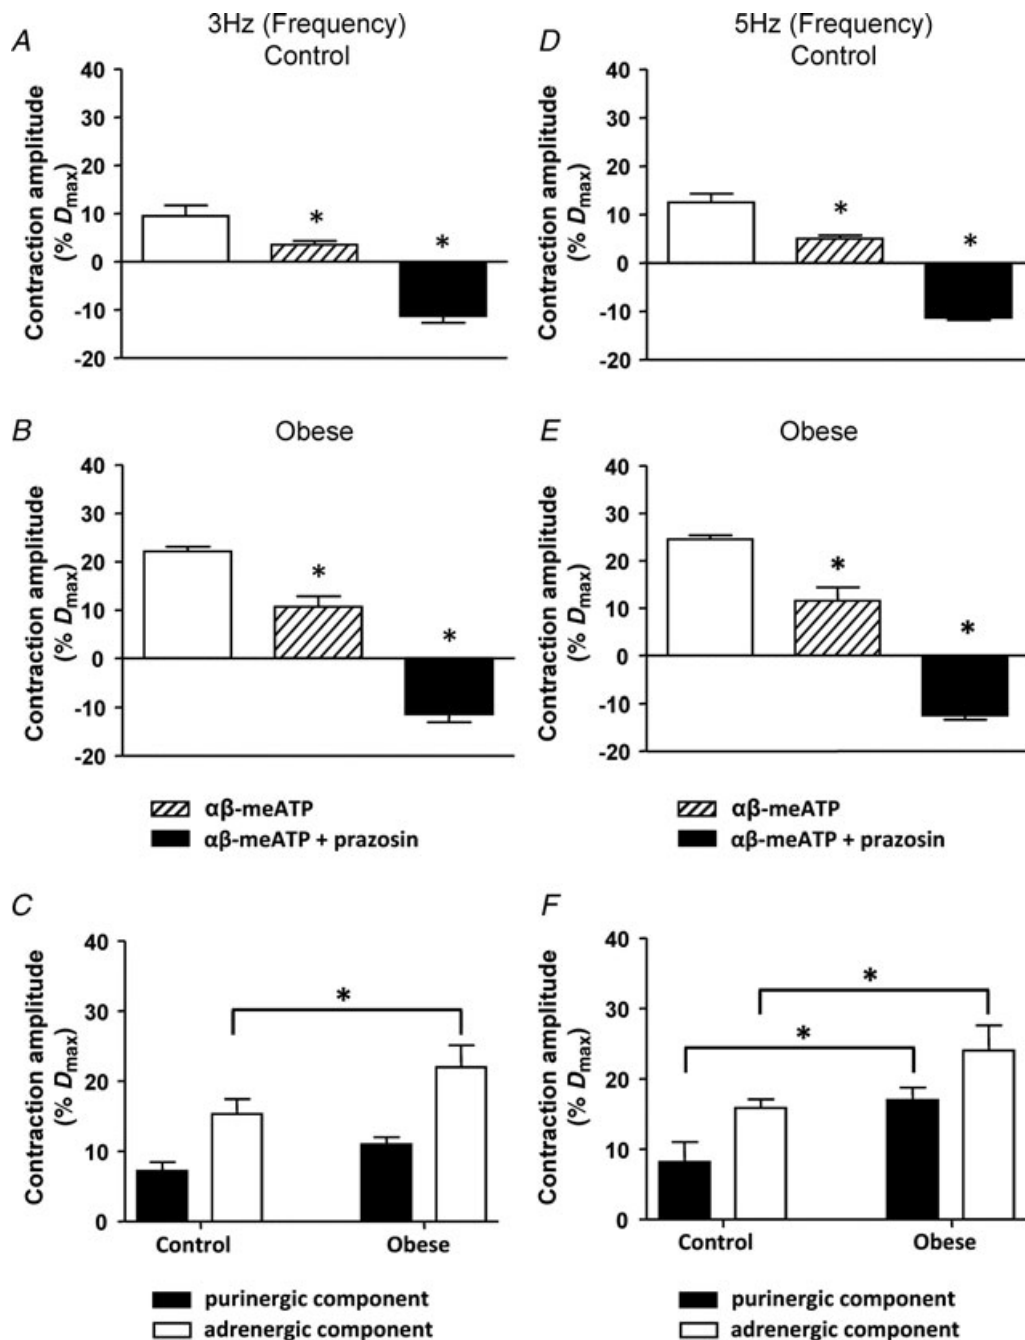 3Hz (Frequency)
A
Control
Contraction amplitude
(% Dmax)
40
30
20
10
0
-10
-20
*
*
5Hz (Frequency)
D
Control
Contraction amplitude
(% Dmax)
40
30
20
10
0
-10
-20
*
*
B
Obese
Contraction amplitude
(% Dmax)
40
30
20
10
0
-10
-20
*
*
αβ-meATP
αβ-meATP + prazosin
E
Obese
Contraction amplitude
(% Dmax)
40
30
20
10
0
-10
-20
*
*
αβ-meATP
αβ-meATP + prazosin
C
Contraction amplitude
(% Dmax)
40
30
20
10
0
*
Control
Obese
purinergic component
adrenergic component
F
Contraction amplitude
(% Dmax)
40
30
20
10
0
*
*
Control
Obese
purinergic component
adrenergic component